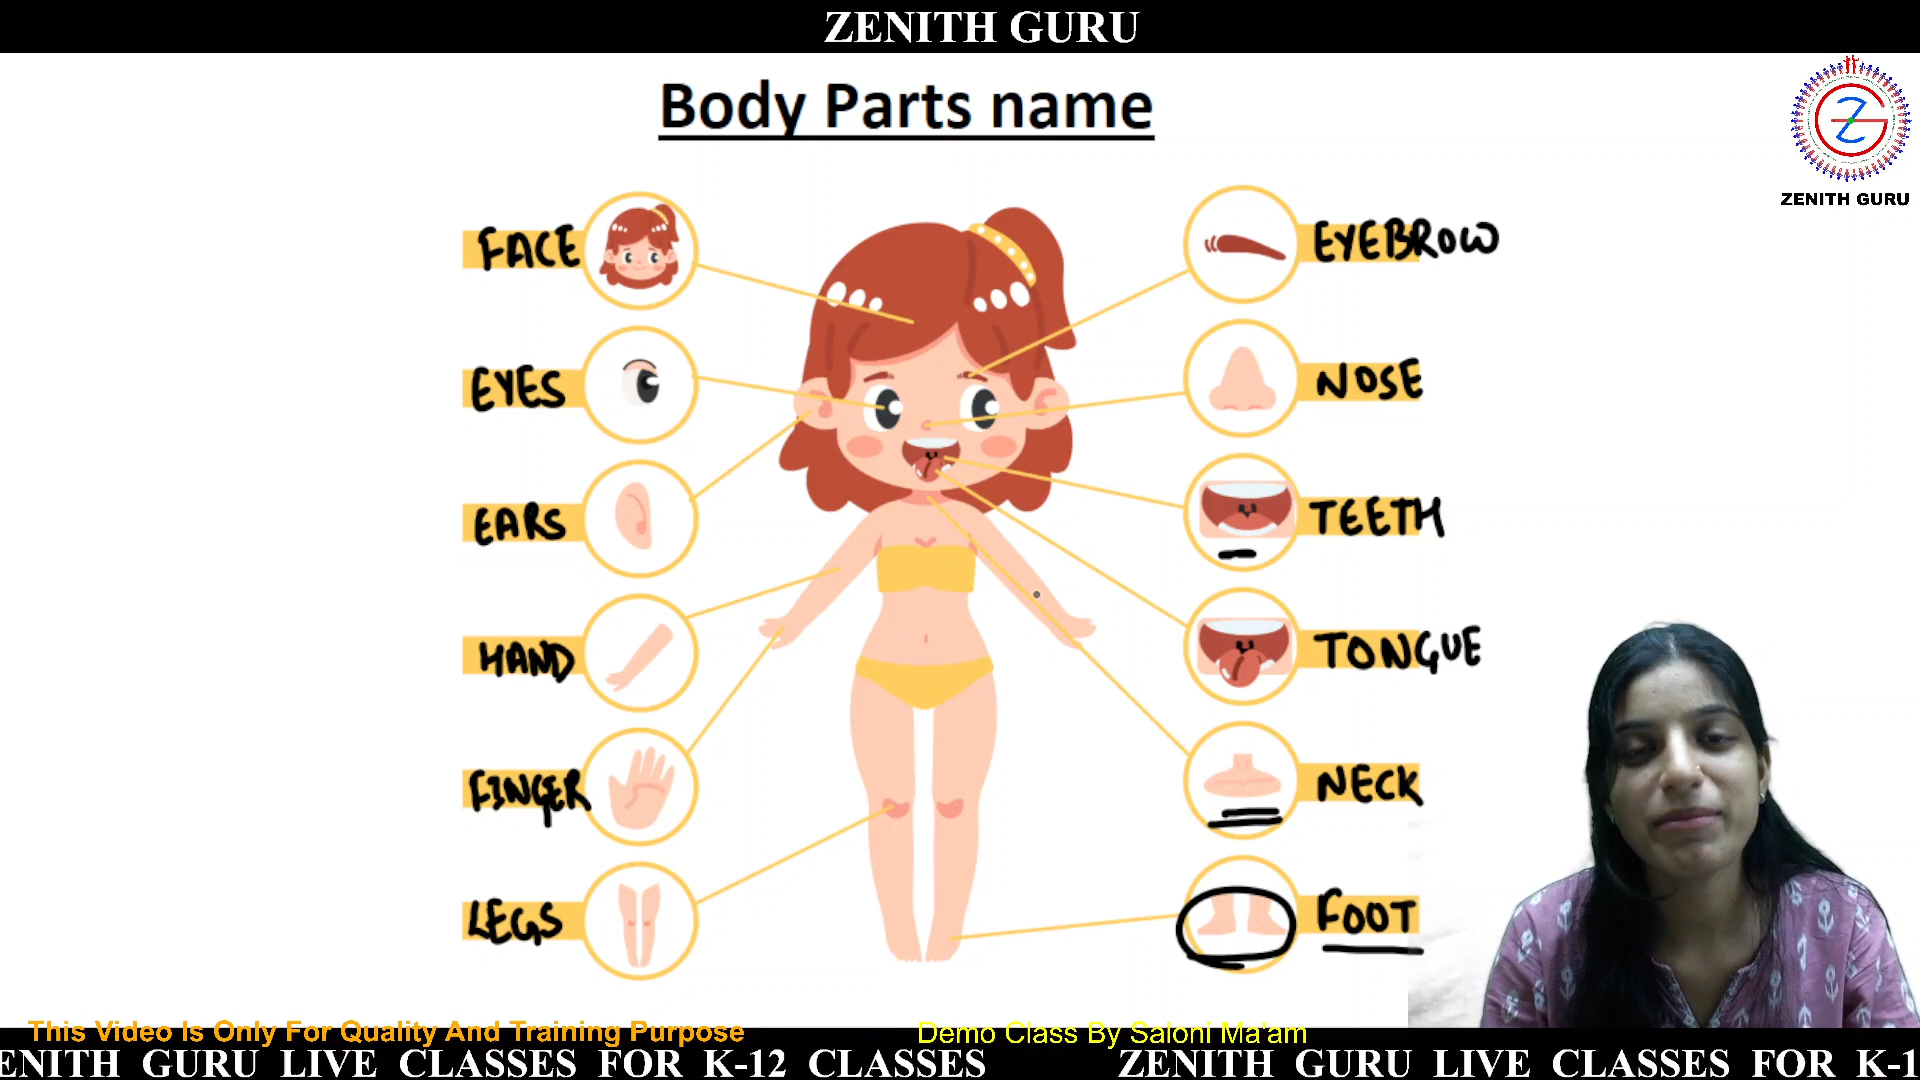 ZENITH GURU
Body Parts name
ZENITH GURU
FACE
EYES
EARS
HAND
FINGER
LEGS
EYEBROW
NOSE
TEETH
TONGUE
NECK
FOOT
This Video Is Only For Quality And Training Purpose
Demo Class By Saloni Ma'am
ENITH GURU LIVE CLASSES FOR K-12 CLASSES ZENITH GURU LIVE CLASSES FOR K-1